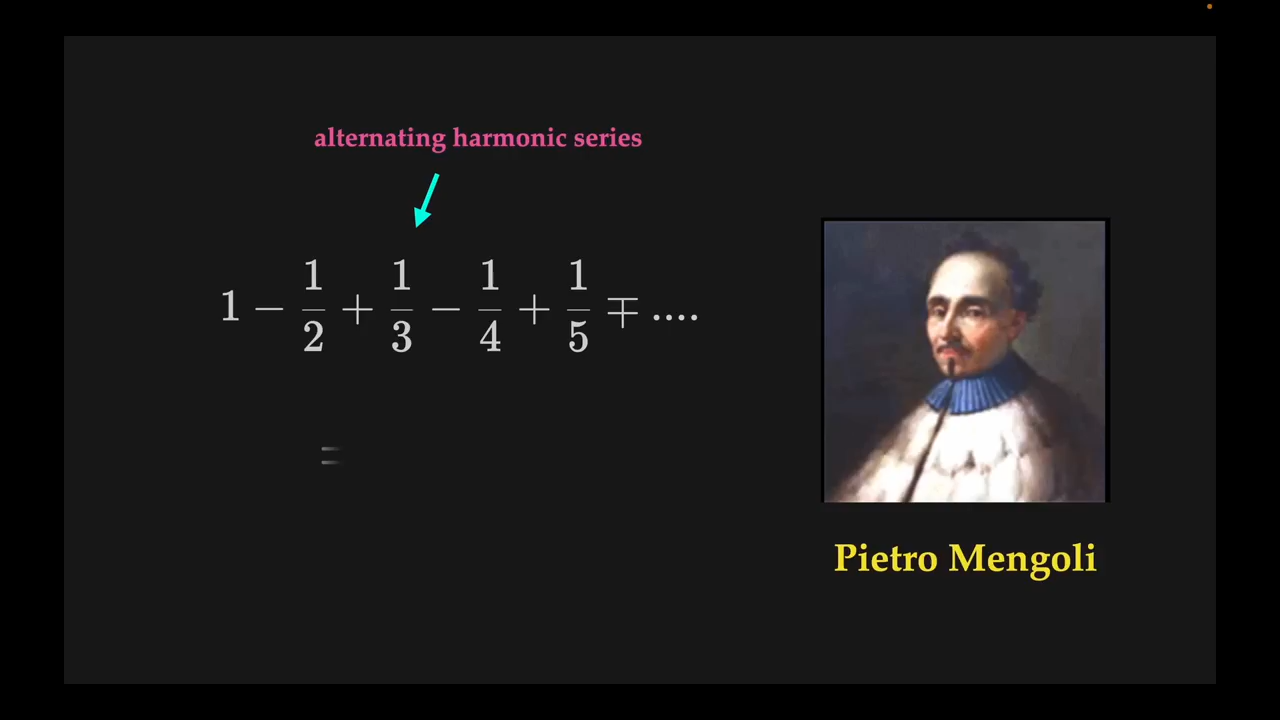 alternating harmonic series
1 − 1/2 + 1/3 − 1/4 + 1/5 ∓ ....
=
Pietro Mengoli